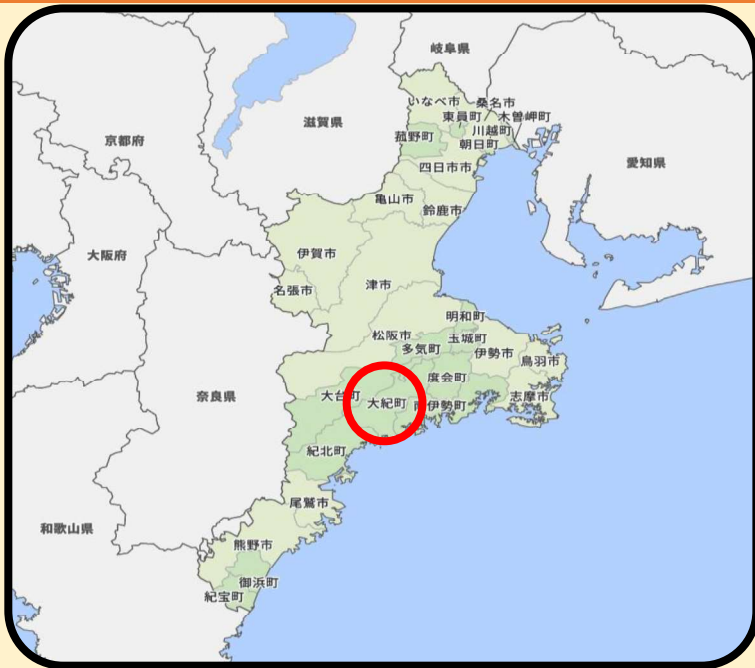 岐阜県
いなべ市
桑名市
東員町
木曽岬町
滋賀県
川越町
菰野町
朝日町
京都府
愛知県
四日市市
亀山市
鈴鹿市
大阪府
伊賀市
津市
名張市
明和町
松阪市
玉城町
多気町
伊勢市
鳥羽市
度会町
奈良県
大台町
大紀町
南伊勢町
志摩市
紀北町
尾鷲市
和歌山県
熊野市
御浜町
紀宝町